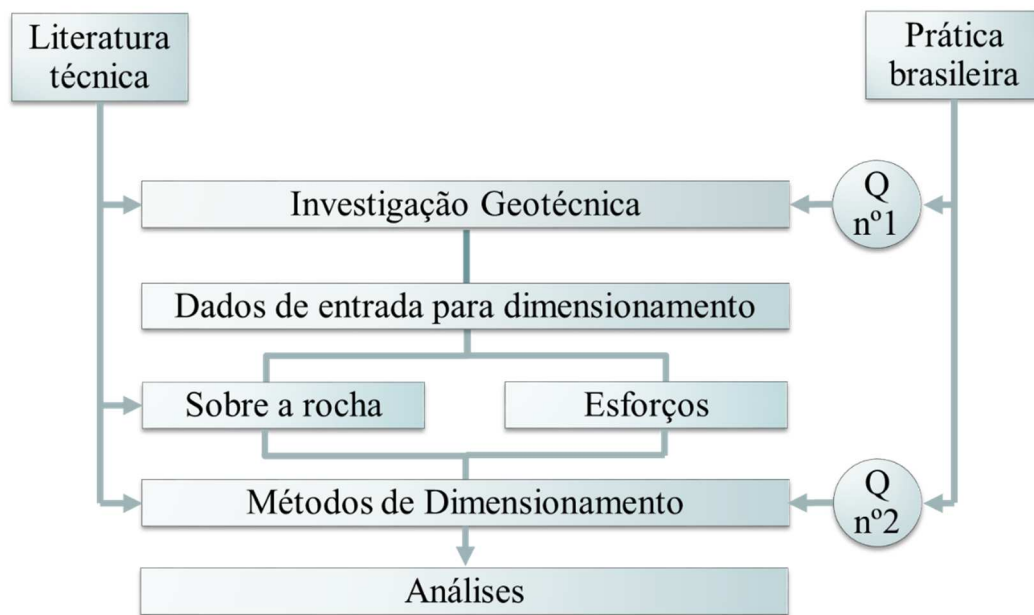 Literatura
técnica
Prática
brasileira
Investigação Geotécnica
Q
nº1
Dados de entrada para dimensionamento
Sobre a rocha
Esforços
Métodos de Dimensionamento
Q
nº2
Análises